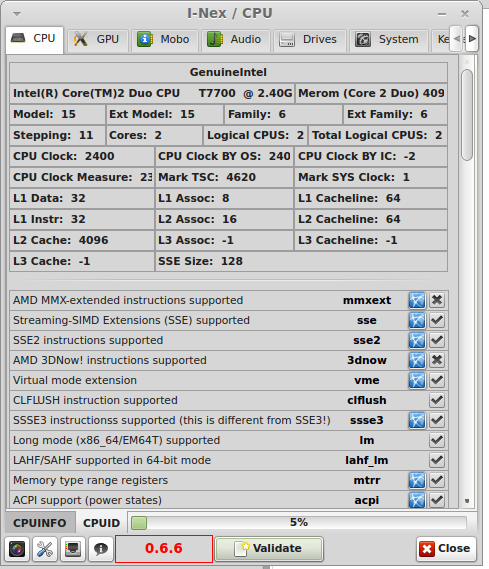 I-Nex / CPU
CPU GPU Mobo Audio Drives System Ke
GenuineIntel
Intel(R) Core(TM)2 Duo CPU T7700 @ 2.40G Merom (Core 2 Duo) 409
Model: 15 Ext Model: 15 Family: 6 Ext Family: 6
Stepping: 11 Cores: 2 Logical CPUS: 2 Total Logical CPUS: 2
CPU Clock: 2400 CPU Clock BY OS: 240 CPU Clock BY IC: -2
CPU Clock Measure: 23 Mark TSC: 4620 Mark SYS Clock: 1
L1 Data: 32 L1 Assoc: 8 L1 Cacheline: 64
L1 Instr: 32 L2 Assoc: 16 L2 Cacheline: 64
L2 Cache: 4096 L3 Assoc: -1 L3 Cacheline: -1
L3 Cache: -1 SSE Size: 128
AMD MMX-extended instructions supported mmxext
Streaming-SIMD Extensions (SSE) supported sse
SSE2 instructions supported sse2
AMD 3DNow! instructions supported 3dnow
Virtual mode extension vme
CLFLUSH instruction supported clflush
SSSE3 instructionss supported (this is different from SSE3!) ssse3
Long mode (x86_64/EM64T) supported lm
LAHF/SAHF supported in 64-bit mode lahf_lm
Memory type range registers mtrr
ACPI support (power states) acpi
CPUINFO CPUID 5%
0.6.6 Validate Close